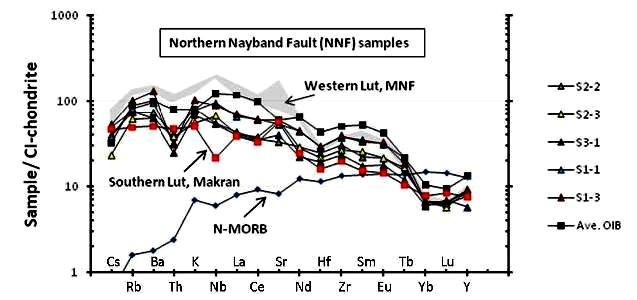 1000
Northern Nayband Fault (NNF) samples
Western Lut, MNF
100
Sample/ CI-chondrite
Southern Lut, Makran
10
N-MORB
Cs Ba K La Sr Hf Sm Tb Lu
1
Rb Th Nb Ce Nd Zr Eu Yb Y
S2-2
S2-3
S3-1
S1-1
S1-3
Ave. OIB